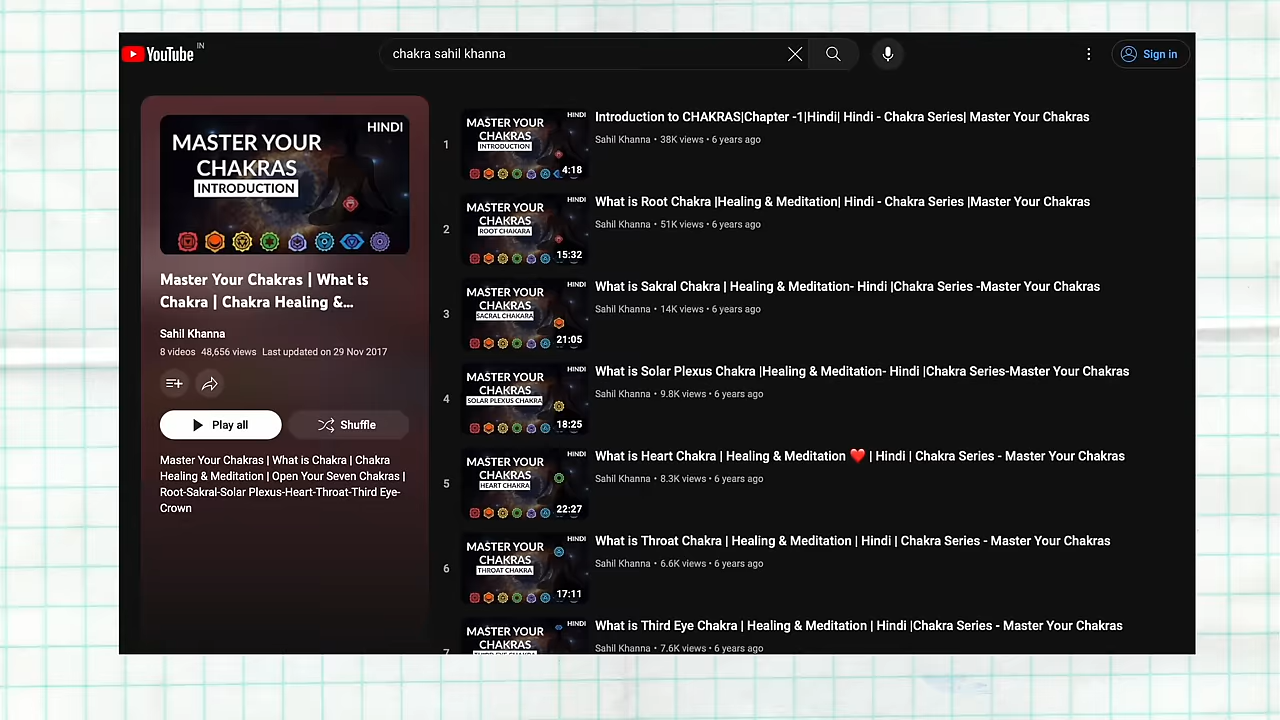 YouTube IN
chakra sahil khanna
Sign in
HINDI
MASTER YOUR
CHAKRAS
INTRODUCTION
Master Your Chakras | What is
Chakra | Chakra Healing &...
Sahil Khanna
8 videos 48,656 views Last updated on 29 Nov 2017
Play all
Shuffle
Master Your Chakras | What is Chakra | Chakra
Healing & Meditation | Open Your Seven Chakras |
Root-Sakral-Solar Plexus-Heart-Throat-Third Eye-
Crown
1
HINDI
MASTER YOUR
CHAKRAS
INTRODUCTION
4:18
Introduction to CHAKRAS|Chapter -1|Hindi| Hindi - Chakra Series| Master Your Chakras
Sahil Khanna • 38K views • 6 years ago
2
HINDI
MASTER YOUR
CHAKRAS
ROOT CHAKARA
15:32
What is Root Chakra |Healing & Meditation| Hindi - Chakra Series |Master Your Chakras
Sahil Khanna • 51K views • 6 years ago
3
HINDI
MASTER YOUR
CHAKRAS
SACRAL CHAKARA
21:05
What is Sakral Chakra | Healing & Meditation- Hindi |Chakra Series -Master Your Chakras
Sahil Khanna • 14K views • 6 years ago
4
HINDI
MASTER YOUR
CHAKRAS
SOLAR PLEXUS CHAKRA
18:25
What is Solar Plexus Chakra |Healing & Meditation- Hindi |Chakra Series-Master Your Chakras
Sahil Khanna • 9.8K views • 6 years ago
5
HINDI
MASTER YOUR
CHAKRAS
HEART CHAKRA
22:27
What is Heart Chakra | Healing & Meditation ❤️ | Hindi | Chakra Series - Master Your Chakras
Sahil Khanna • 8.3K views • 6 years ago
6
HINDI
MASTER YOUR
CHAKRAS
THROAT CHAKRA
17:11
What is Throat Chakra | Healing & Meditation | Hindi | Chakra Series - Master Your Chakras
Sahil Khanna • 6.6K views • 6 years ago
7
HINDI
MASTER YOUR
CHAKRAS
THIRD EYE CHAKRA
What is Third Eye Chakra | Healing & Meditation | Hindi |Chakra Series - Master Your Chakras
Sahil Khanna • 7.6K views • 6 years ago